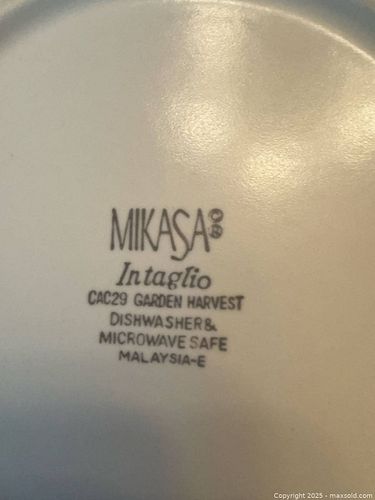 MIKASA©®
Intaglio
CAC29 GARDEN HARVEST
DISHWASHER&
MICROWAVE SAFE
MALAYSIA-E
Copyright 2025 - maxsold.com